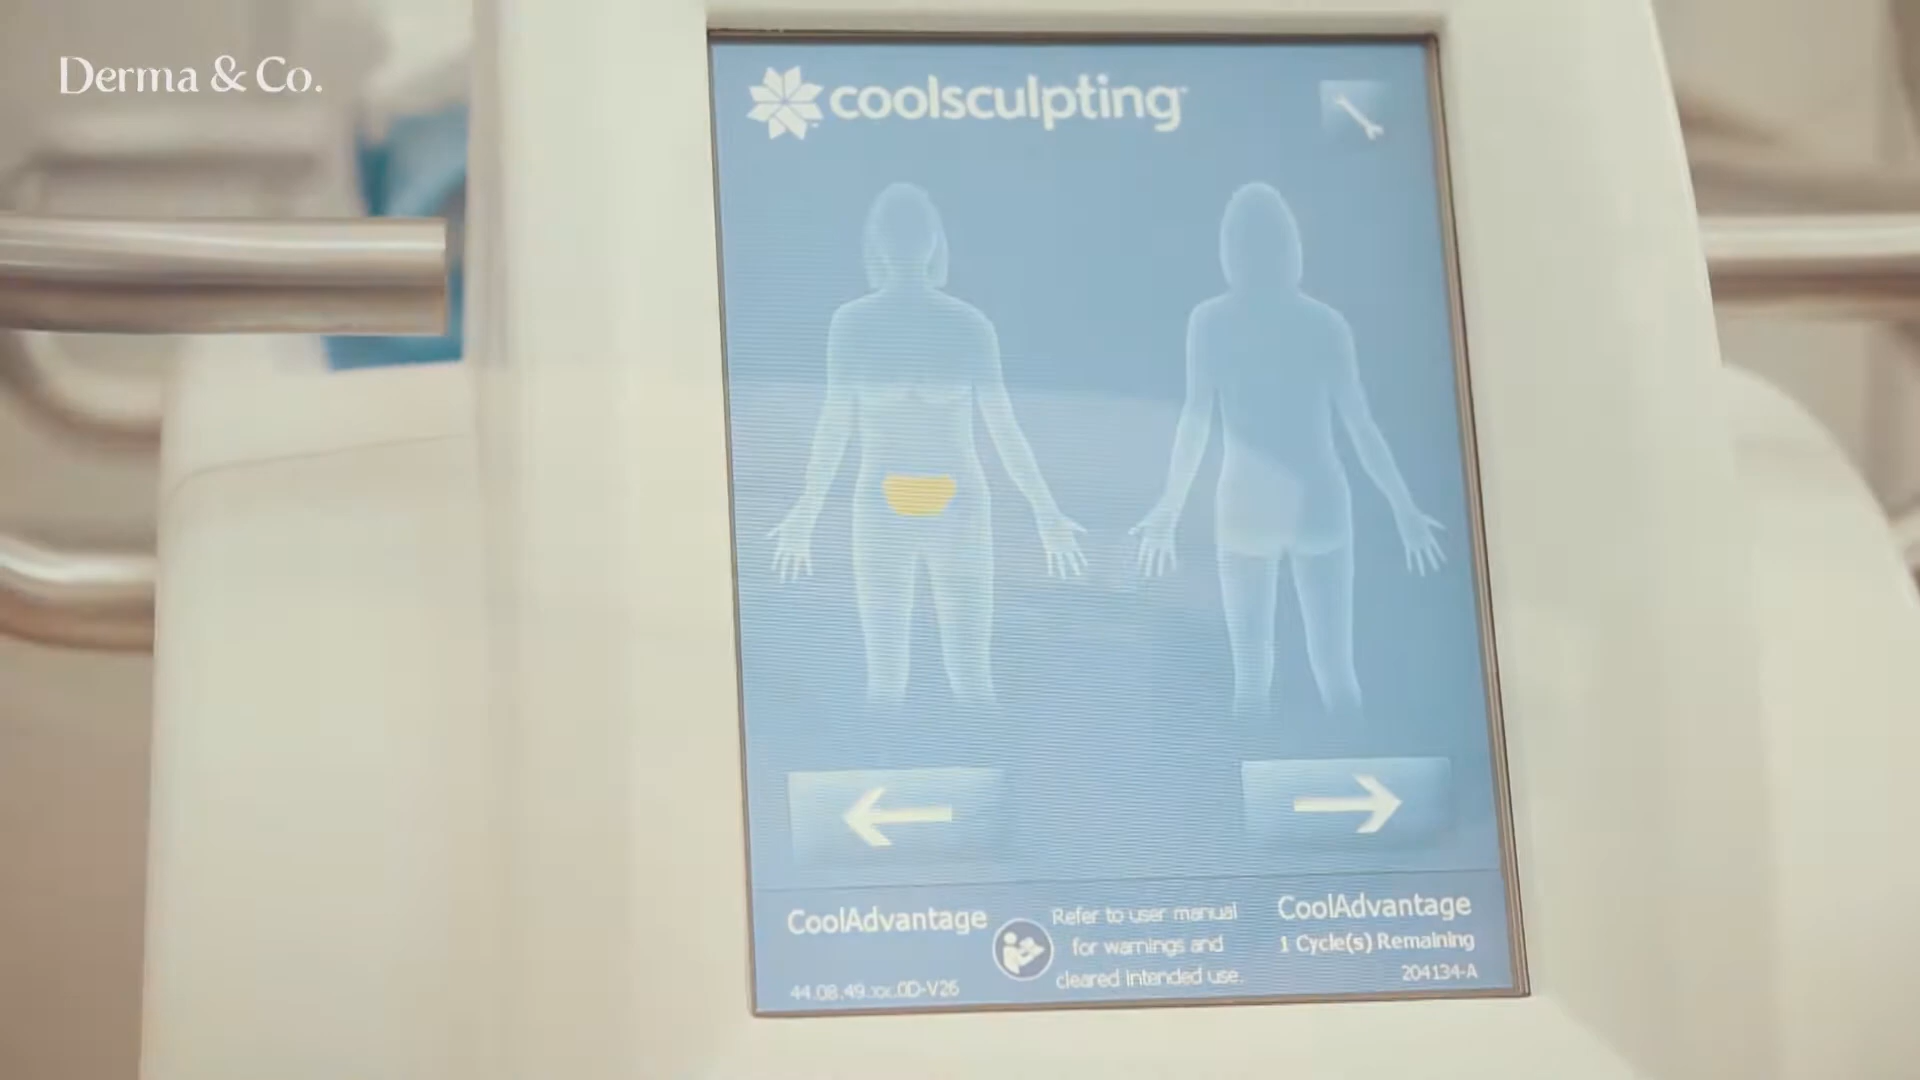 Derma & Co.
coolsculpting
CoolAdvantage
Refer to user manual
for warnings and
cleared intended use.
CoolAdvantage
1 Cycle(s) Remaining
204134-A